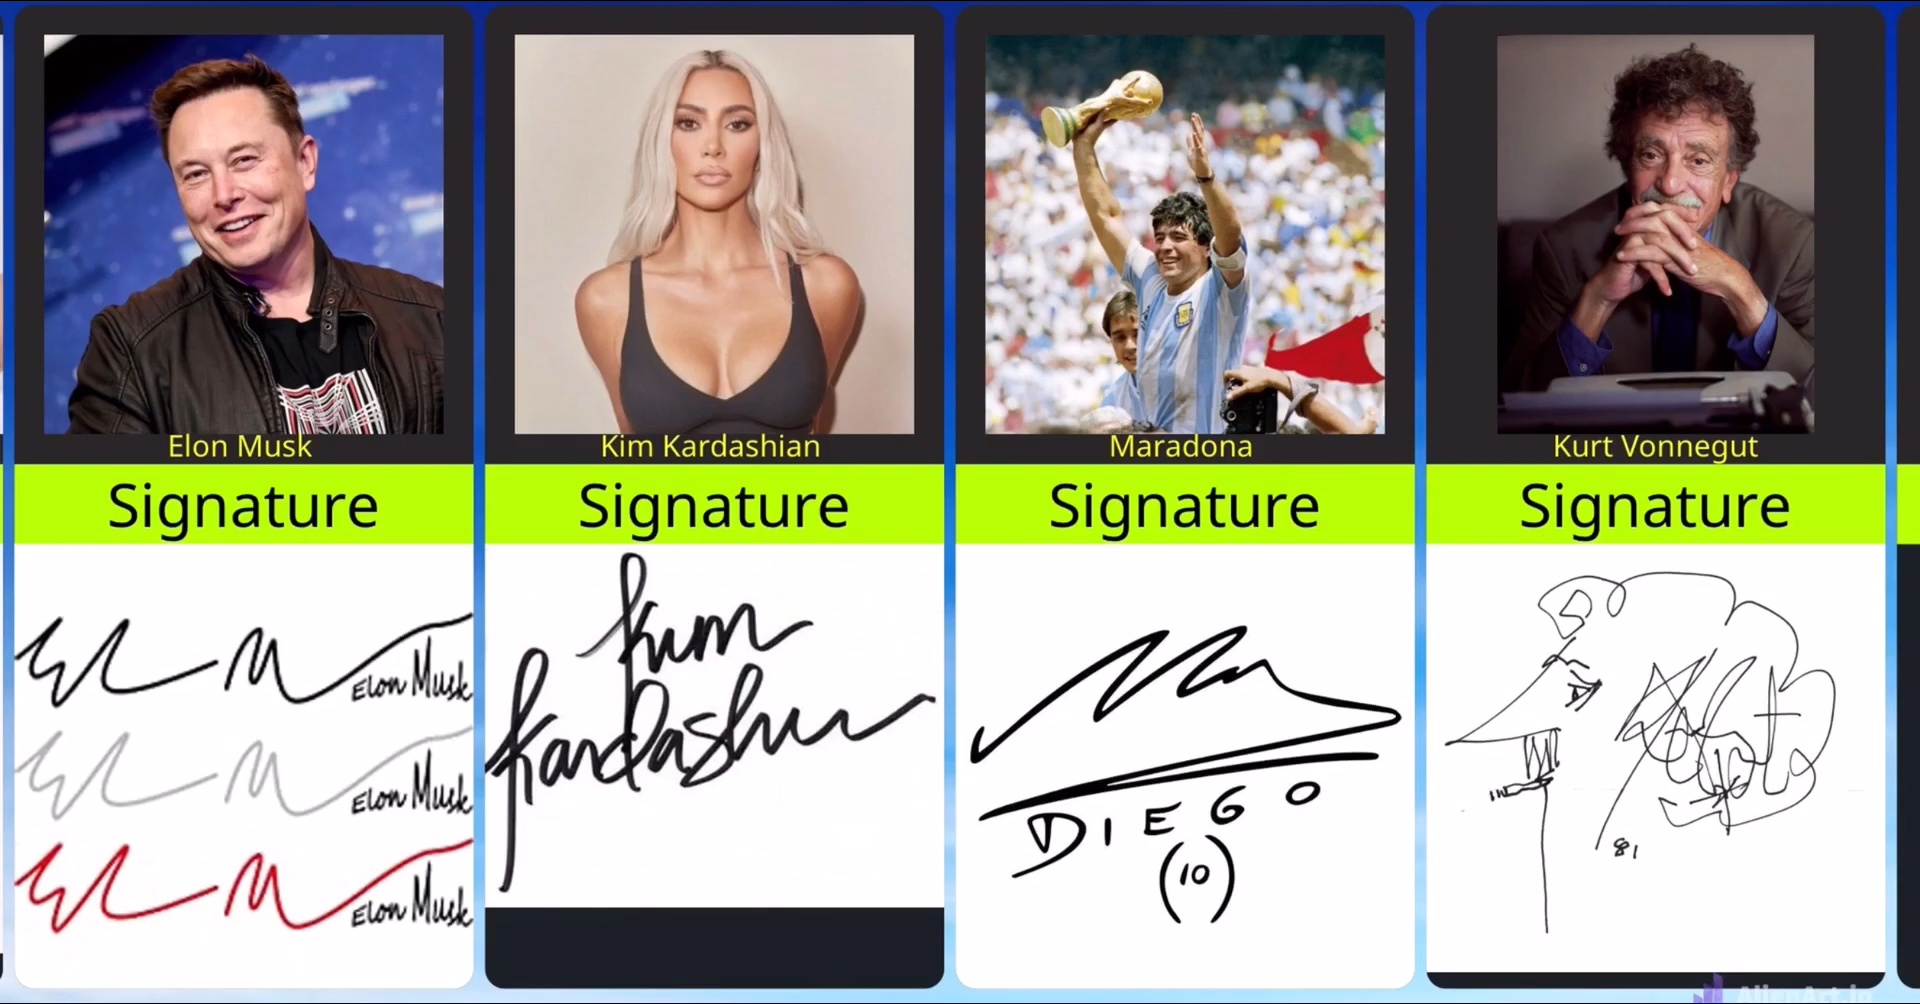 Elon Musk
Kim Kardashian
Maradona
Kurt Vonnegut
Signature
Signature
Signature
Signature
Elon Musk
Elon Musk
Elon Musk
Kim
Kardashian
DIEGO
(10)
81